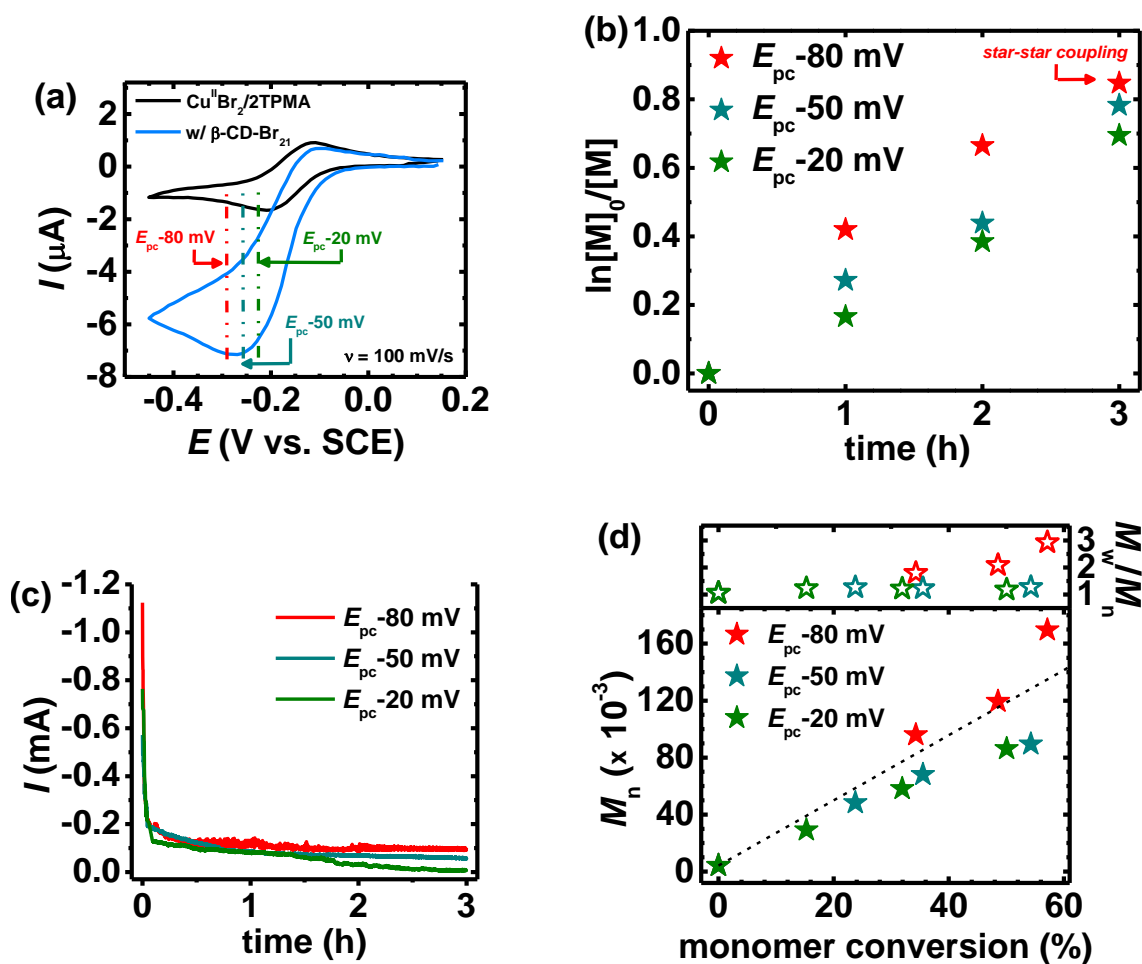 (a)
Cu^II Br_2/2TPMA
w/ β-CD-Br_21
2
0
-2
-4
-6
-8
I (μA)
E_pc-80 mV
E_pc-20 mV
E_pc-50 mV
ν = 100 mV/s
-0.4 -0.2 0.0 0.2
E (V vs. SCE)
(b)
E_pc-80 mV
E_pc-50 mV
E_pc-20 mV
star-star coupling
1.0
0.8
0.6
0.4
0.2
0.0
ln[M]_0/[M]
0 1 2 3
time (h)
(c)
E_pc-80 mV
E_pc-50 mV
E_pc-20 mV
-1.2
-1.0
-0.8
-0.6
-0.4
-0.2
0.0
I (mA)
0 1 2 3
time (h)
(d)
3
2
1
M_w/M_n
E_pc-80 mV
E_pc-50 mV
E_pc-20 mV
160
120
80
40
0
M_n (x 10^-3)
0 20 40 60
monomer conversion (%)